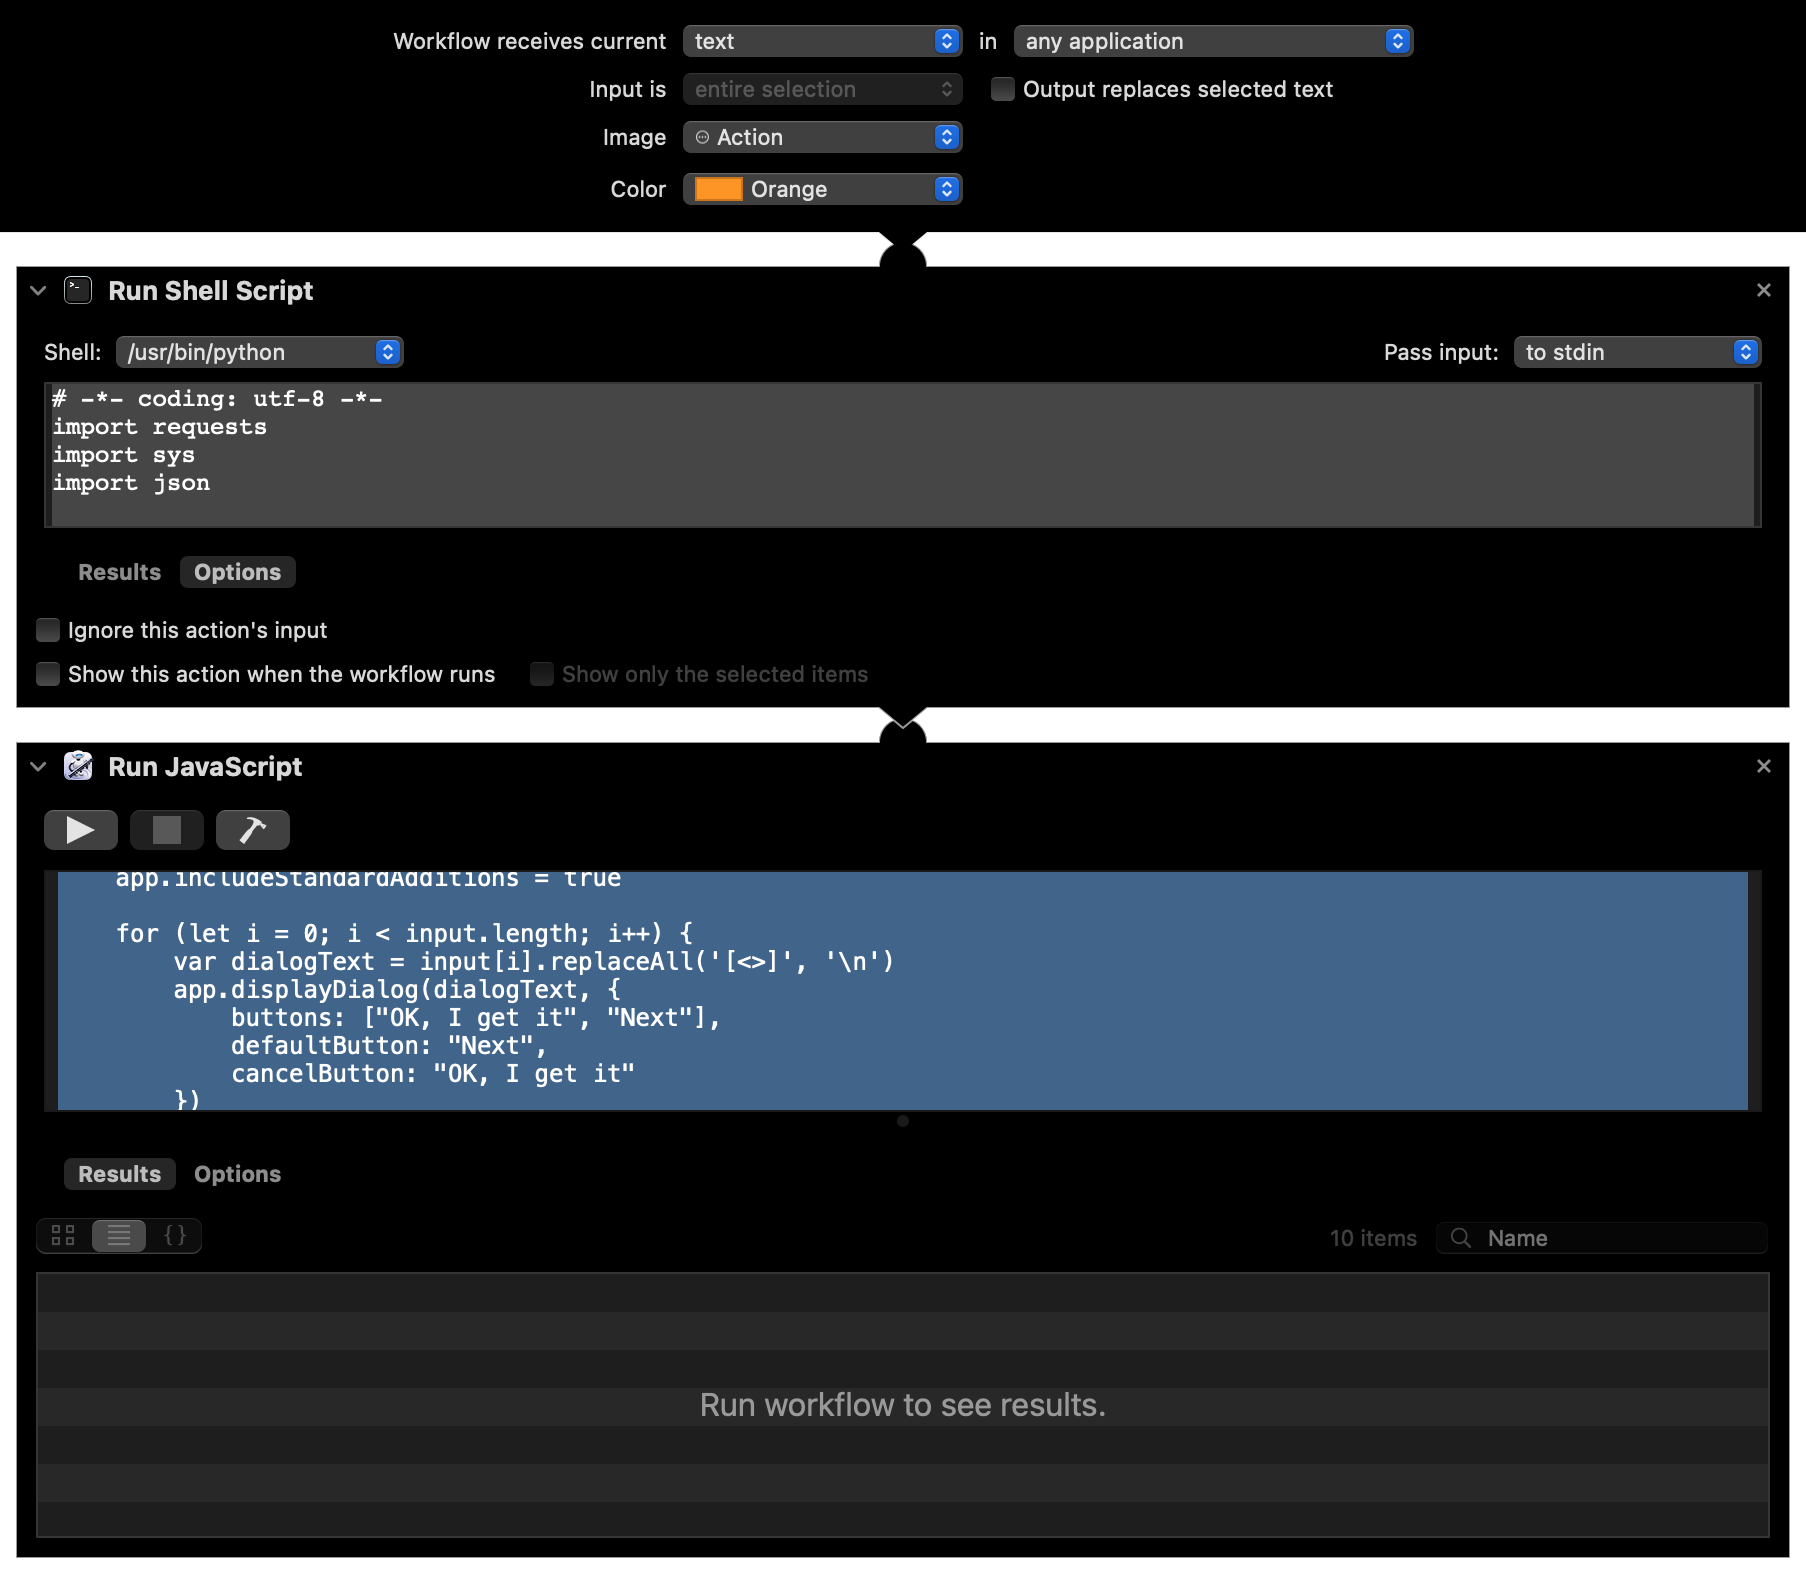 Workflow receives current text in any application
Input is entire selection Output replaces selected text
Image Action
Color Orange
Run Shell Script
Shell: /usr/bin/python Pass input: to stdin
# -*- coding: utf-8 -*-
import requests
import sys
import json
Results Options
Ignore this action's input
Show this action when the workflow runs Show only the selected items
Run JavaScript
app.includeStandardAdditions = true
for (let i = 0; i < input.length; i++) {
var dialogText = input[i].replaceAll('[<>]', '\n')
app.displayDialog(dialogText, {
buttons: ["OK, I get it", "Next"],
defaultButton: "Next",
cancelButton: "OK, I get it"
})
Results Options
{ } 10 items Name
Run workflow to see results.